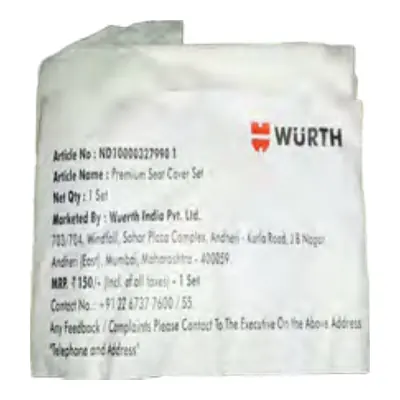 WÜRTH
Article No : ND10000327990 1
Article Name : Premium Seat Cover Set
Net Qty : 1 Set
Marketed By : Wuerth India Pvt. Ltd.
703/704, Windfall, Sahar Plaza Complex, Andheri - Kurla Road, J B Nagar
Andheri (East), Mumbai, Maharashtra - 400059.
MRP. ₹150/- (Incl. of all taxes) - 1 Set
Contact No.: +91 22 6737 7600 / 55.
Any Feedback / Complaints Please Contact To The Executive On the Above Address
"Telephone and Address"